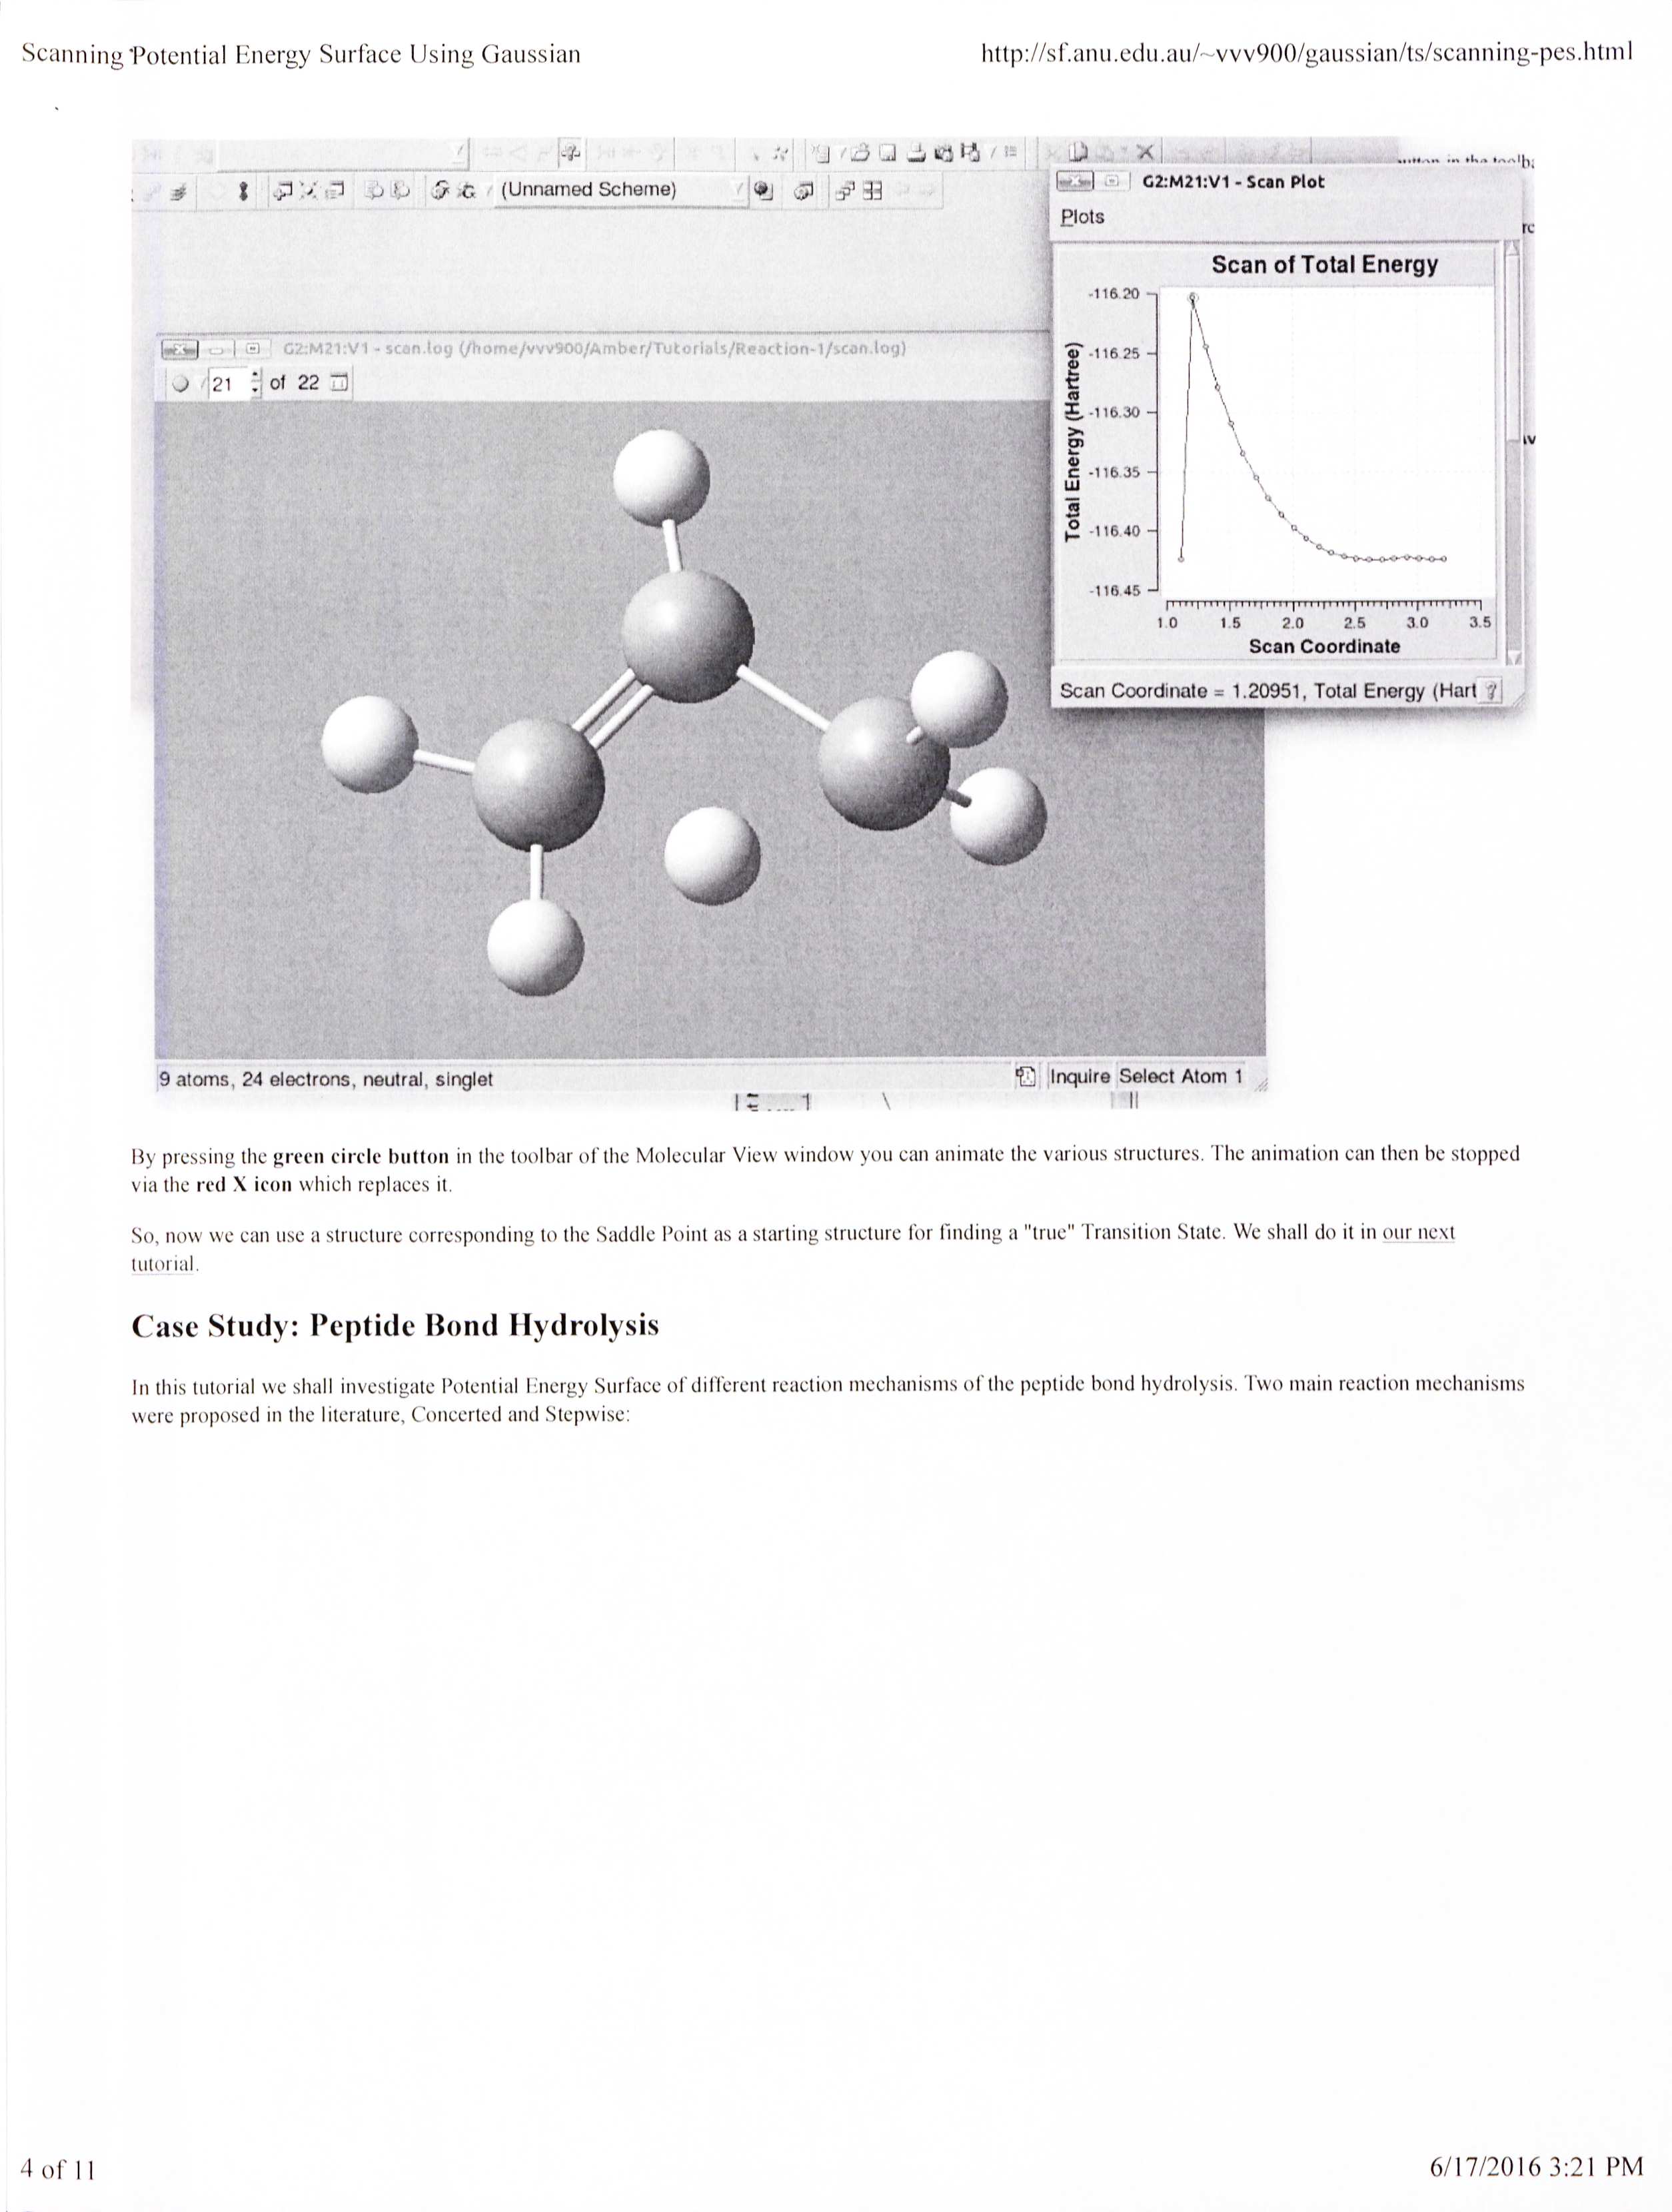 Scanning Potential Energy Surface Using Gaussian
http://sf.anu.edu.au/~vvv900/gaussian/ts/scanning-pes.html
(Unnamed Scheme)
in the toolb
G2:M21:V1 - Scan Plot
Plots
Scan of Total Energy
Total Energy (Hartree)
-116.20
-116.25
-116.30
-116.35
-116.40
-116.45
1.0 1.5 2.0 2.5 3.0 3.5
Scan Coordinate
Scan Coordinate = 1.20951, Total Energy (Hart
G2:M21:V1 - scan.log (/home/vvv900/Amber/Tutorials/Reaction-1/scan.log)
21 of 22
9 atoms, 24 electrons, neutral, singlet
Inquire Select Atom 1
By pressing the green circle button in the toolbar of the Molecular View window you can animate the various structures. The animation can then be stopped
via the red X icon which replaces it.
So, now we can use a structure corresponding to the Saddle Point as a starting structure for finding a "true" Transition State. We shall do it in our next
tutorial.
Case Study: Peptide Bond Hydrolysis
In this tutorial we shall investigate Potential Energy Surface of different reaction mechanisms of the peptide bond hydrolysis. Two main reaction mechanisms
were proposed in the literature, Concerted and Stepwise:
4 of 11
6/17/2016 3:21 PM